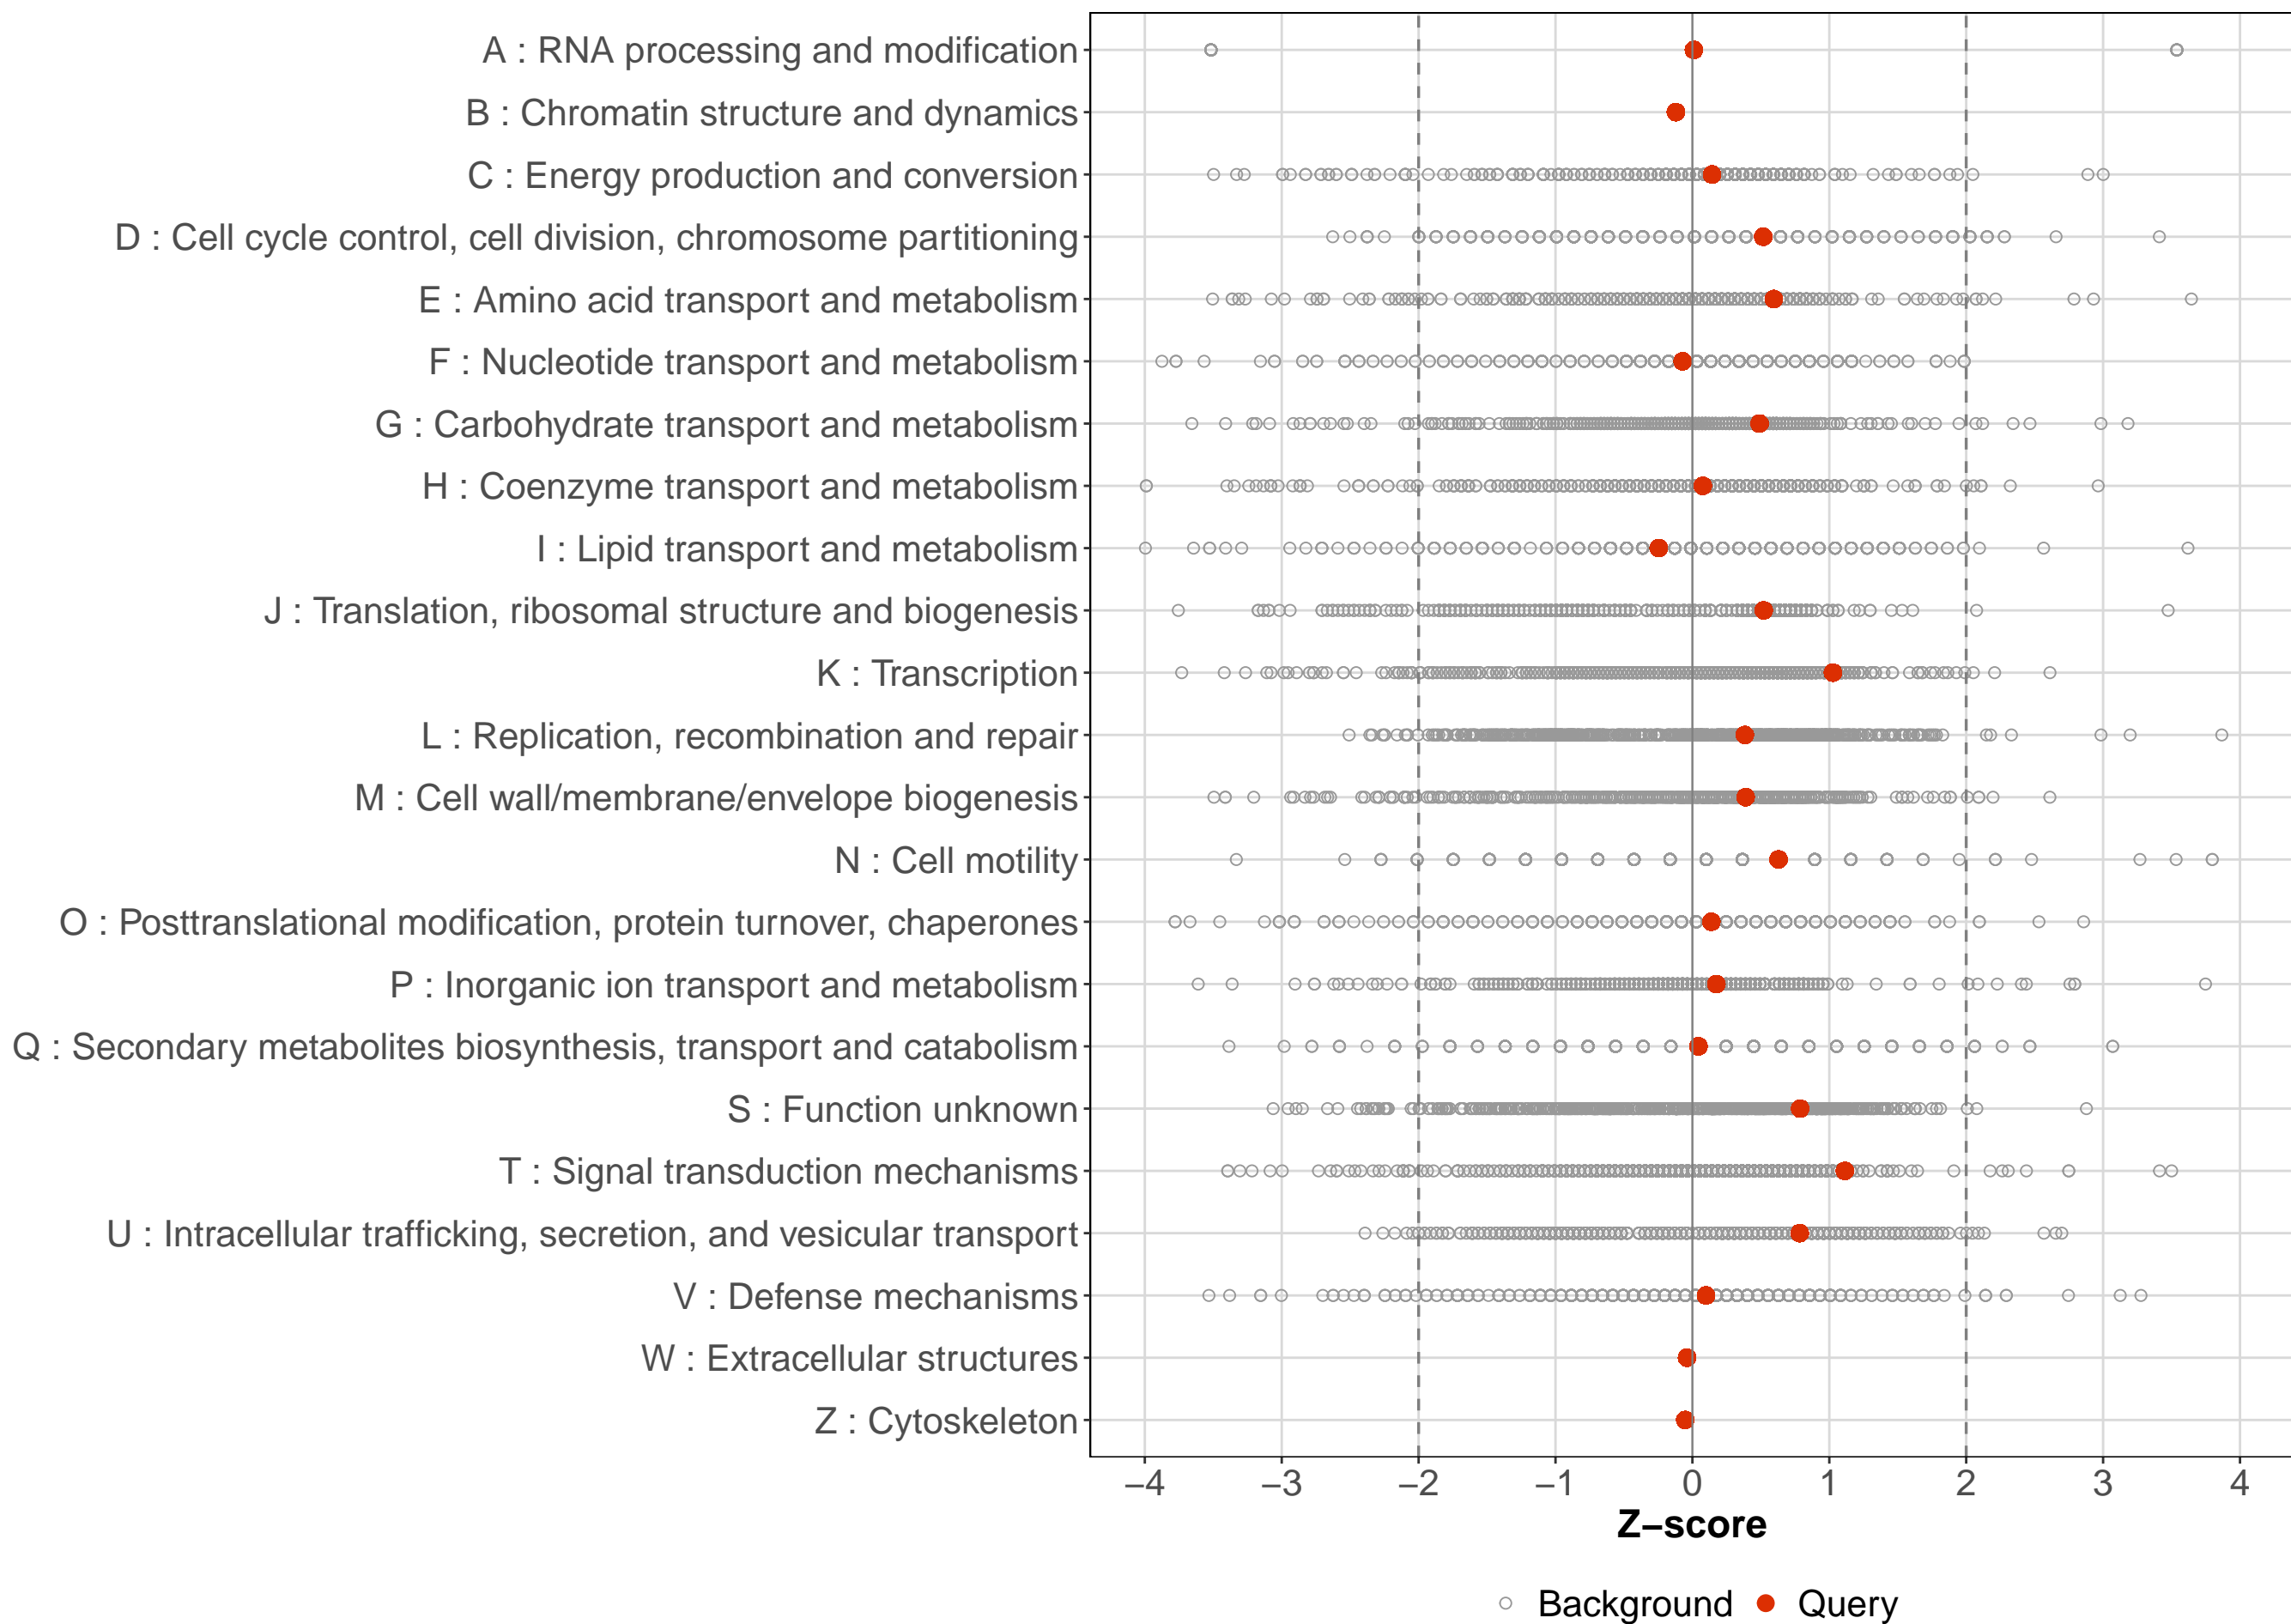 A : RNA processing and modification
B : Chromatin structure and dynamics
C : Energy production and conversion
D : Cell cycle control, cell division, chromosome partitioning
E : Amino acid transport and metabolism
F : Nucleotide transport and metabolism
G : Carbohydrate transport and metabolism
H : Coenzyme transport and metabolism
I : Lipid transport and metabolism
J : Translation, ribosomal structure and biogenesis
K : Transcription
L : Replication, recombination and repair
M : Cell wall/membrane/envelope biogenesis
N : Cell motility
O : Posttranslational modification, protein turnover, chaperones
P : Inorganic ion transport and metabolism
Q : Secondary metabolites biosynthesis, transport and catabolism
S : Function unknown
T : Signal transduction mechanisms
U : Intracellular trafficking, secretion, and vesicular transport
V : Defense mechanisms
W : Extracellular structures
Z : Cytoskeleton
−4 −3 −2 −1 0 1 2 3 4
Z−score
Background Query